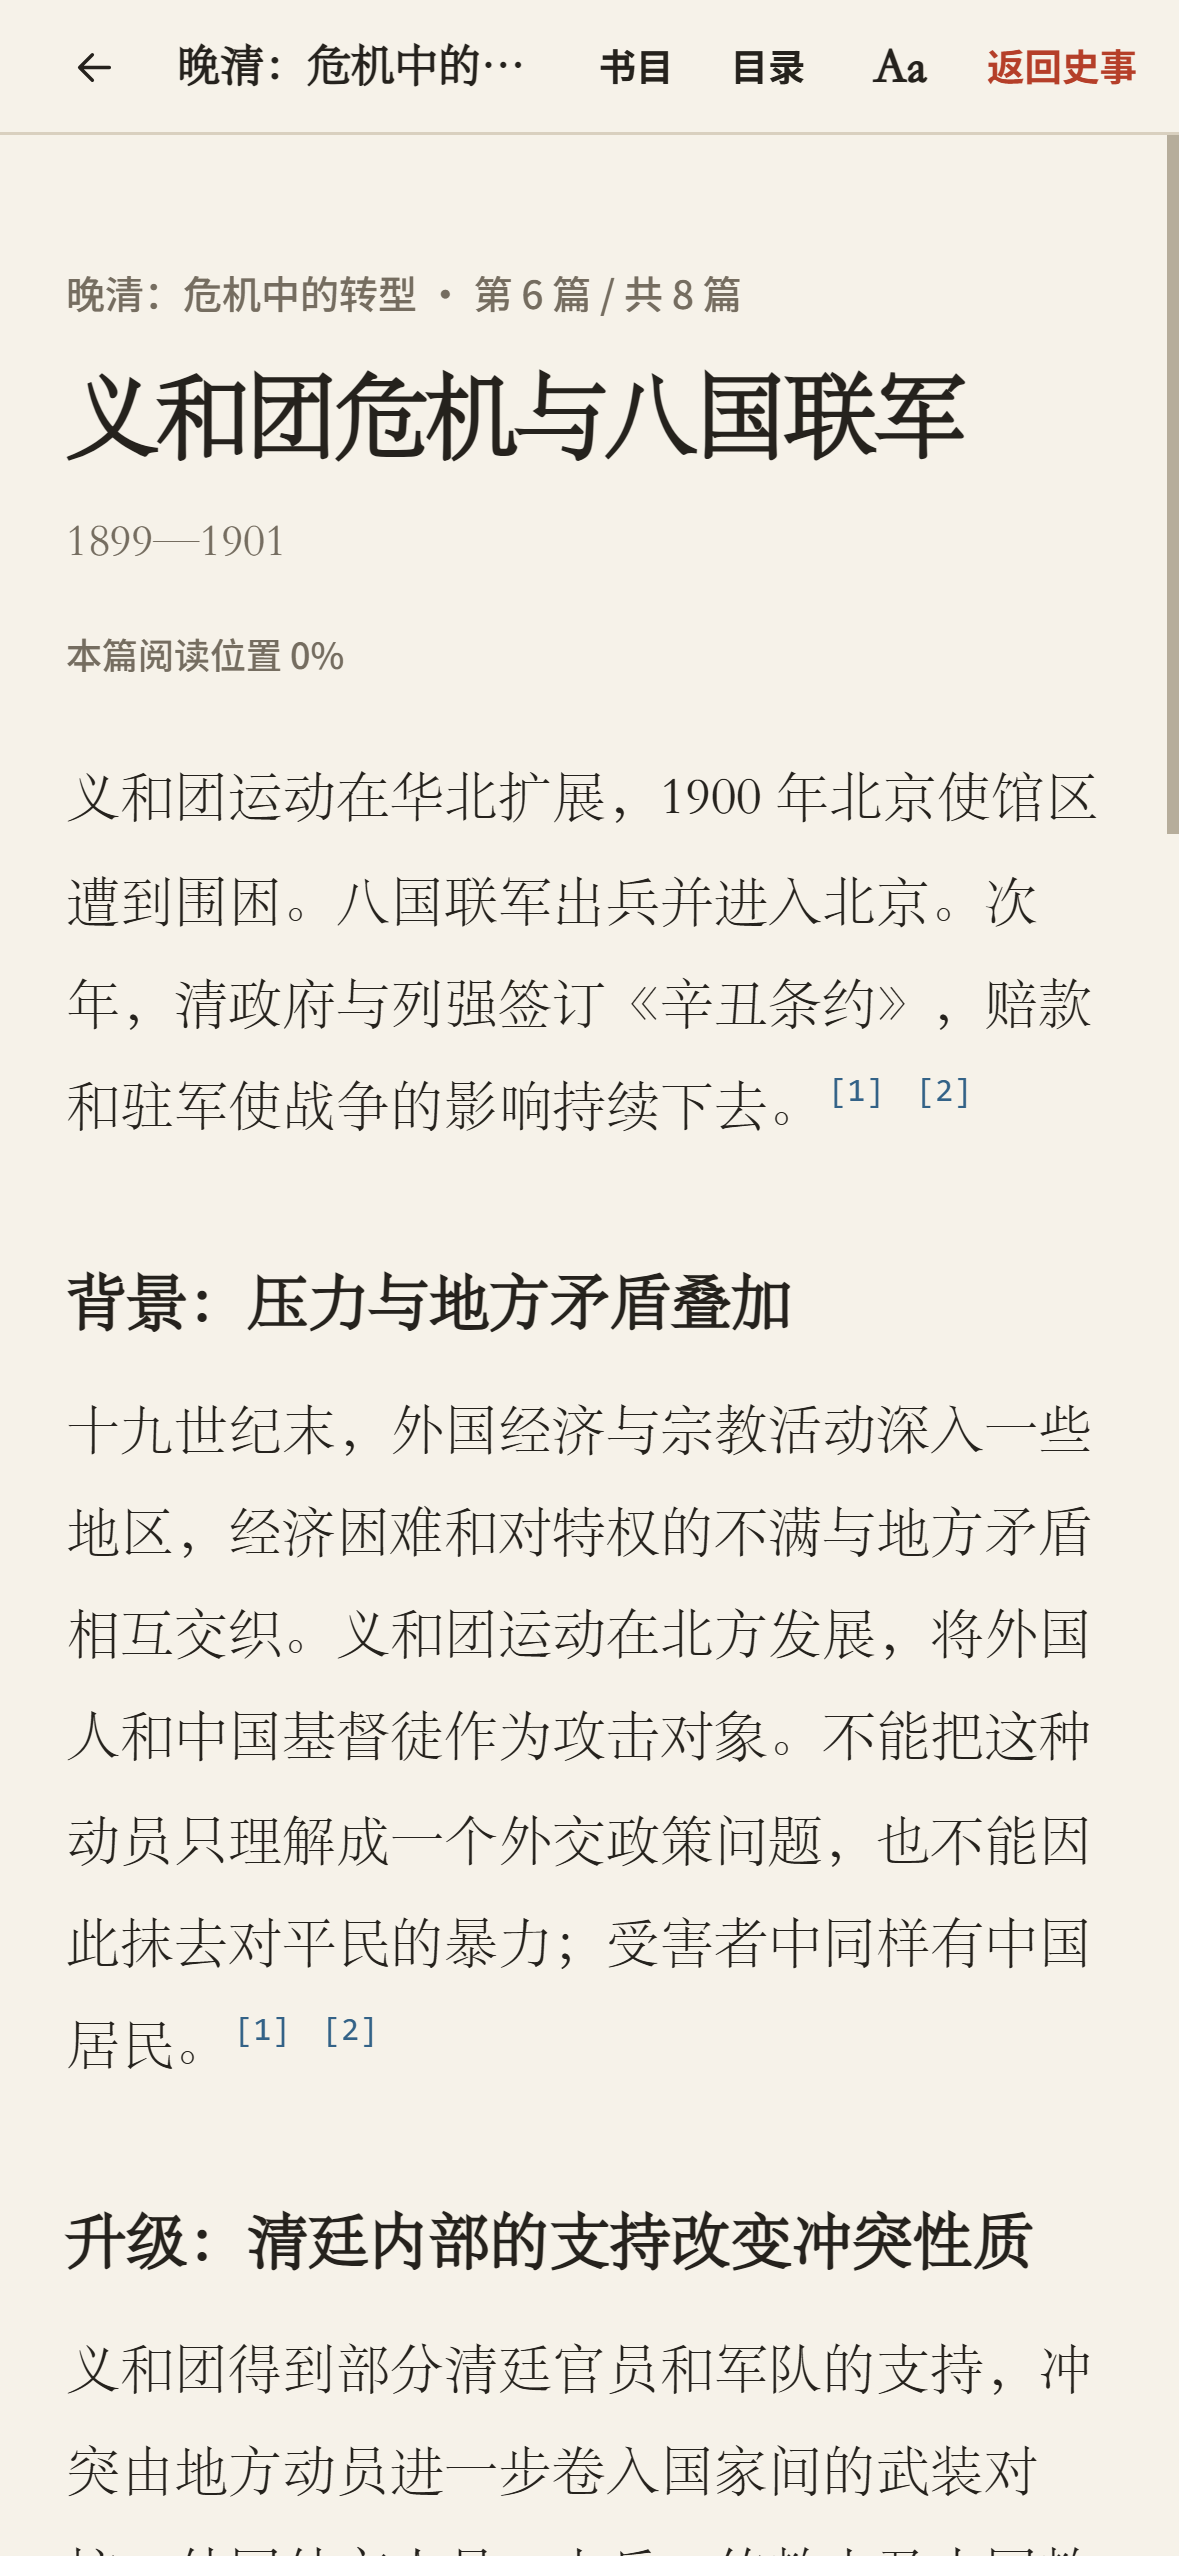 晚清：危机中的…
书目
目录
Aa
返回史事
晚清：危机中的转型 · 第 6 篇 / 共 8 篇
义和团危机与八国联军
1899—1901
本篇阅读位置 0%
义和团运动在华北扩展，1900 年北京使馆区
遭到围困。八国联军出兵并进入北京。次
年，清政府与列强签订《辛丑条约》，赔款
和驻军使战争的影响持续下去。[1] [2]
背景：压力与地方矛盾叠加
十九世纪末，外国经济与宗教活动深入一些
地区，经济困难和对特权的不满与地方矛盾
相互交织。义和团运动在北方发展，将外国
人和中国基督徒作为攻击对象。不能把这种
动员只理解成一个外交政策问题，也不能因
此抹去对平民的暴力；受害者中同样有中国
居民。[1] [2]
升级：清廷内部的支持改变冲突性质
义和团得到部分清廷官员和军队的支持，冲
突由地方动员进一步卷入国家间的武装对